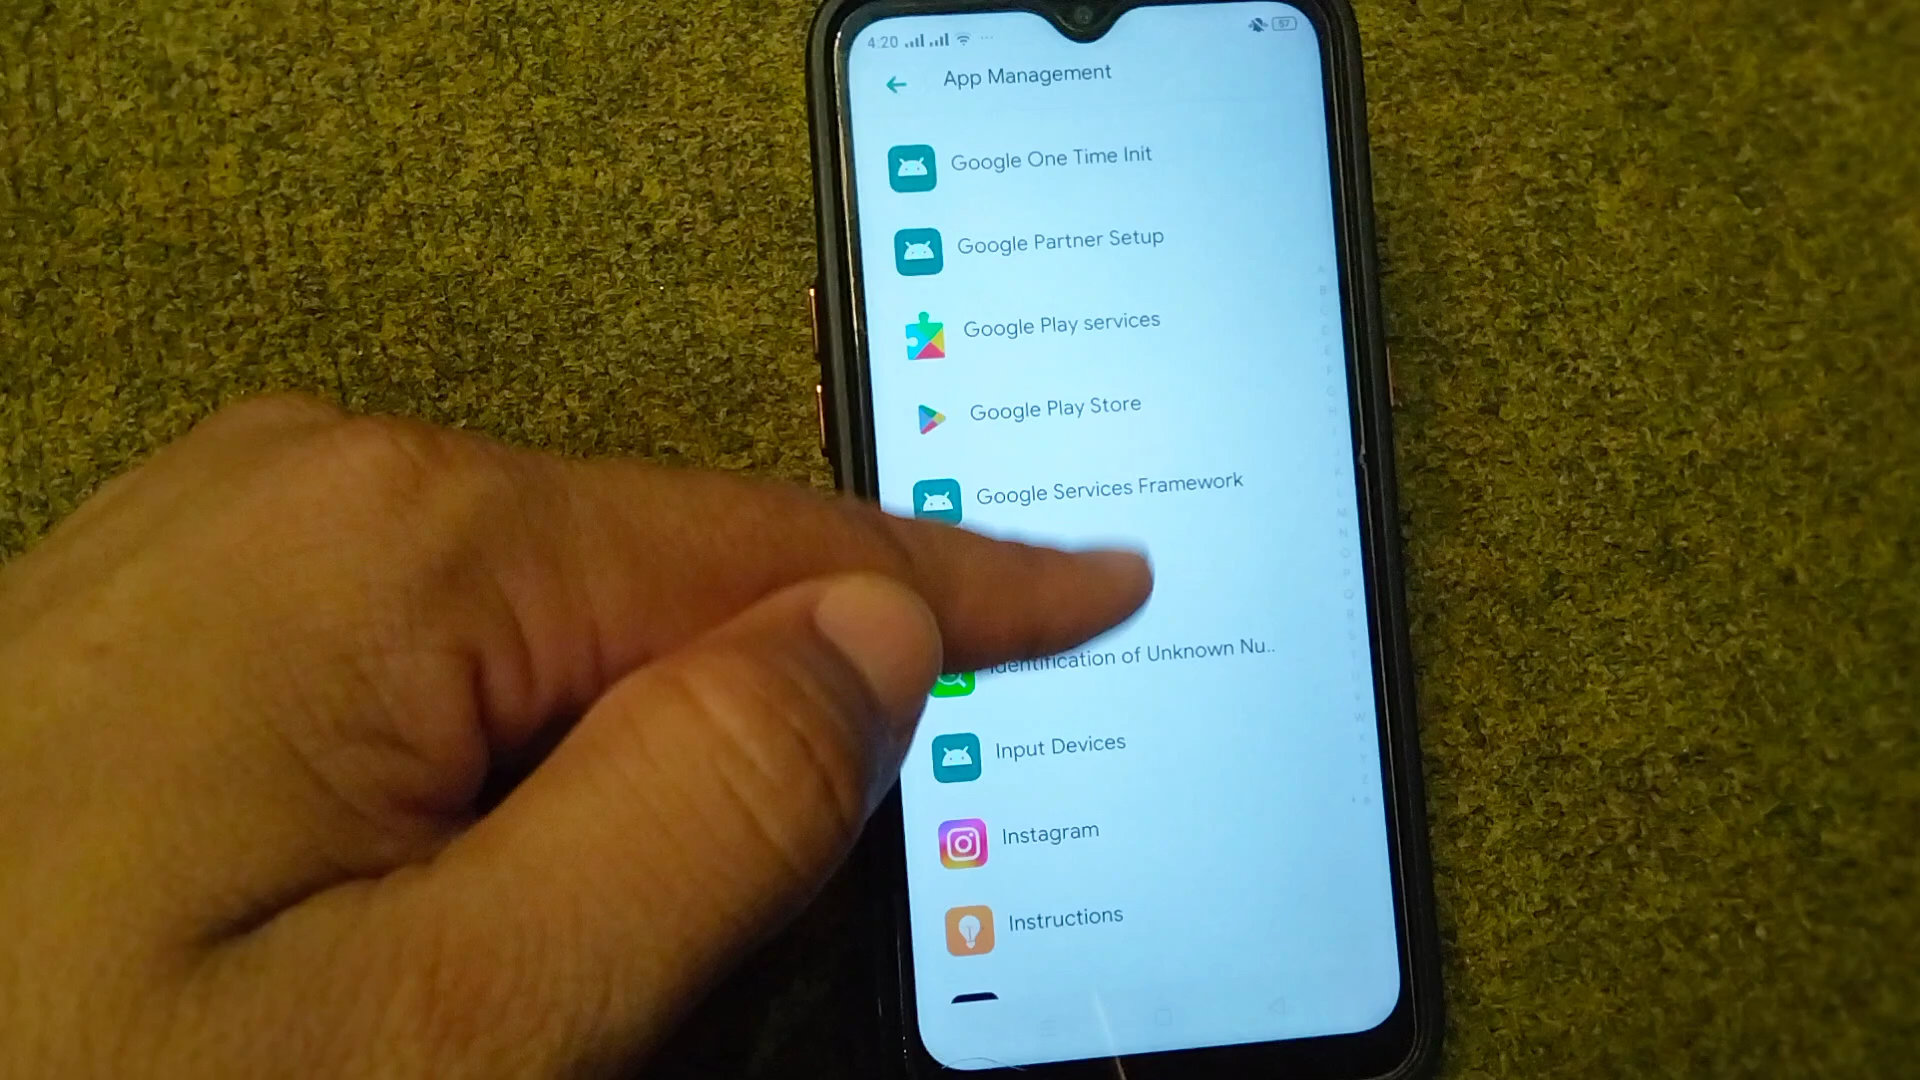 4:20
57
App Management
Google One Time Init
Google Partner Setup
Google Play services
Google Play Store
Google Services Framework
Identification of Unknown Nu..
Input Devices
Instagram
Instructions